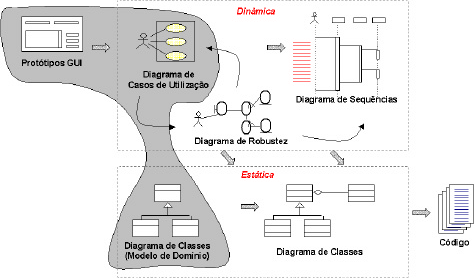 Dinâmica
Protótipos GUI
Diagrama de
Casos de Utilização
Diagrama de Sequências
Diagrama de Robustez
Estática
Diagrama de Classes
(Modelo de Domínio)
Diagrama de Classes
Código